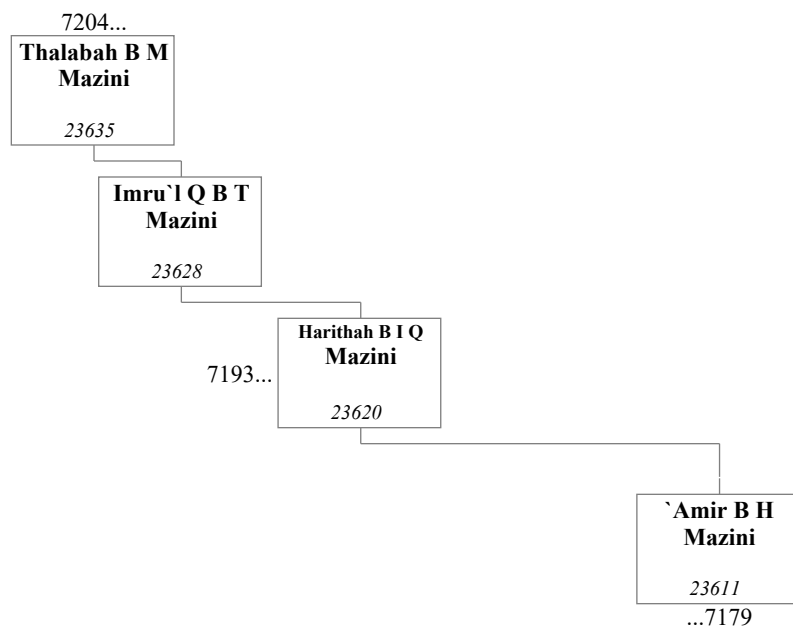 7204...
Thalabah B M
Mazini
23635
Imru`l Q B T
Mazini
23628
Harithah B I Q
Mazini
7193...
23620
`Amir B H
Mazini
23611
...7179